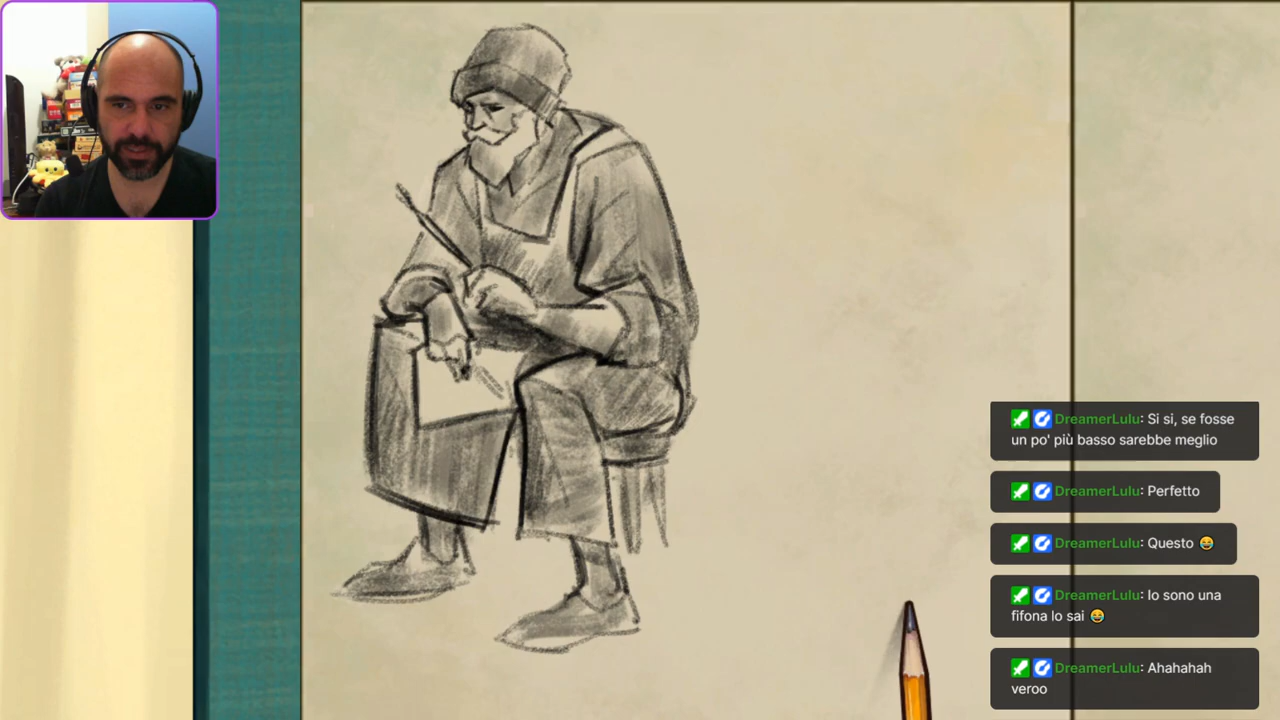 DreamerLulu: Si si, se fosse
un po' più basso sarebbe meglio
DreamerLulu: Perfetto
DreamerLulu: Questo 😂
DreamerLulu: Io sono una
fifona lo sai 😂
DreamerLulu: Ahahahah
veroo